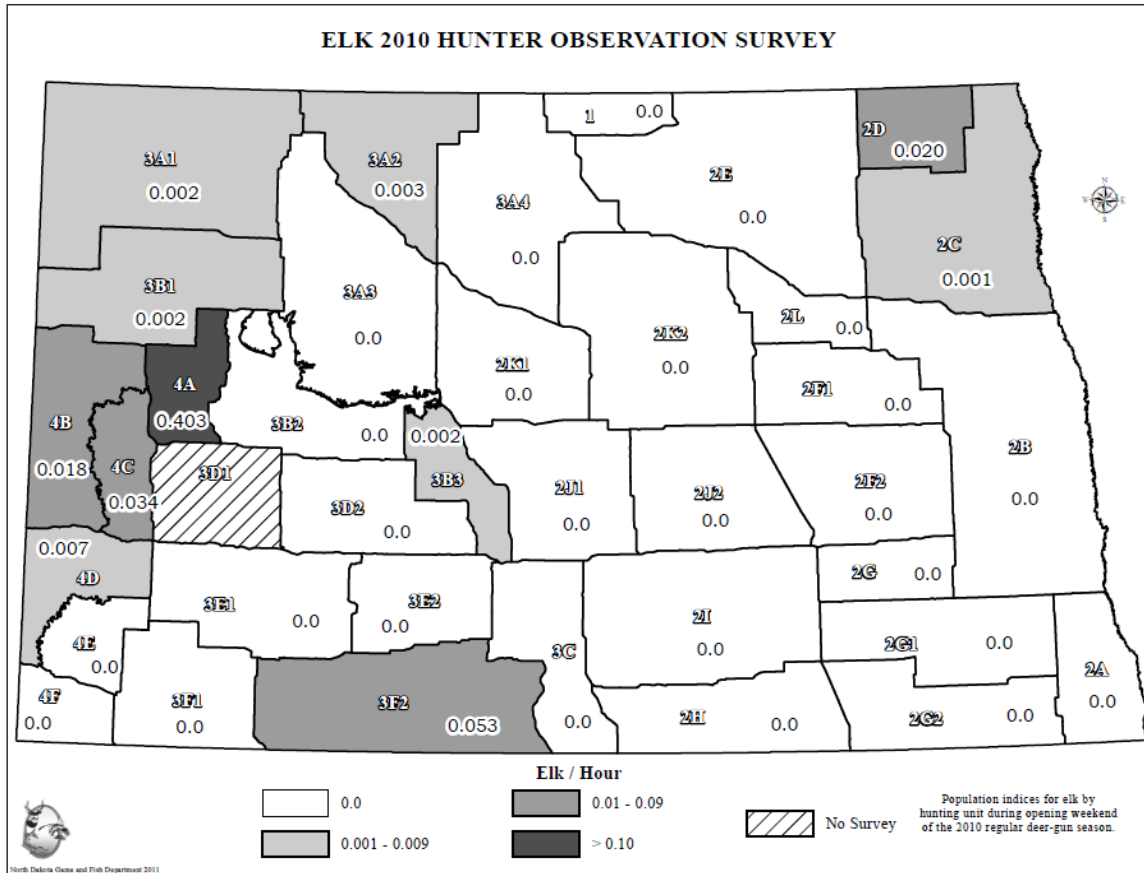 ELK 2010 HUNTER OBSERVATION SURVEY
1 0.0
2D
0.020
3A1
0.002
3A2
0.003
3A4
0.0
2E
0.0
2C
0.001
N
W E
S
3B1
0.002
3A3
0.0
2K1
0.0
2K2
0.0
2L
0.0
4A
0.403
4B
0.018
4C
0.034
3B2
0.0
0.002
3B3
2F1
0.0
2B
0.0
3D1
3D2
0.0
2J1
0.0
2J2
0.0
2F2
0.0
0.007
4D
3E1
0.0
3E2
0.0
2G 0.0
4E
0.0
3C
0.0
2I
0.0
2G1
0.0
2A
0.0
4F
0.0
3F1
0.0
3F2
0.053
2H
0.0
2G2
0.0
Elk / Hour
0.0
0.001 - 0.009
0.01 - 0.09
> 0.10
No Survey
Population indices for elk by
hunting unit during opening weekend
of the 2010 regular deer-gun season.
North Dakota Game and Fish Department 2011